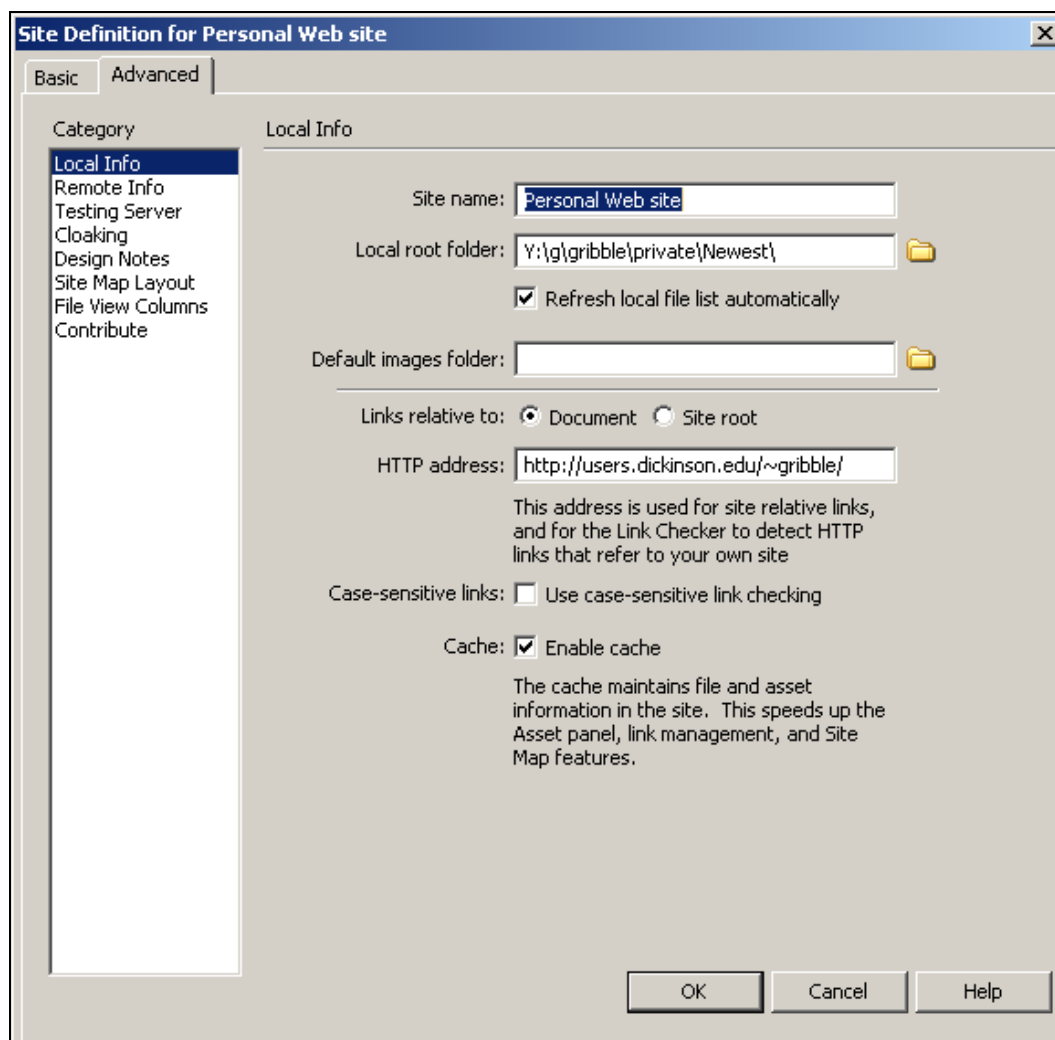 Site Definition for Personal Web site
Basic
Advanced
Category
Local Info
Remote Info
Testing Server
Cloaking
Design Notes
Site Map Layout
File View Columns
Contribute
Local Info
Site name: Personal Web site
Local root folder: Y:\g\gribble\private\Newest\
Refresh local file list automatically
Default images folder:
Links relative to: Document Site root
HTTP address: http://users.dickinson.edu/~gribble/
This address is used for site relative links,
and for the Link Checker to detect HTTP
links that refer to your own site
Case-sensitive links: Use case-sensitive link checking
Cache: Enable cache
The cache maintains file and asset
information in the site. This speeds up the
Asset panel, link management, and Site
Map features.
OK
Cancel
Help